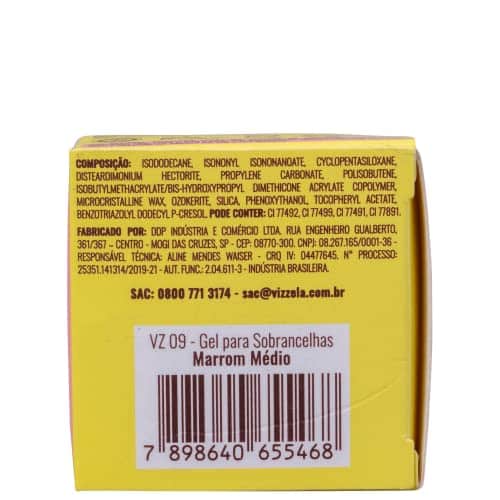 COMPOSIÇÃO: ISODODECANE, ISONONYL ISONONANOATE, CYCLOPENTASILOXANE,
DISTEARDIMONIUM HECTORITE, PROPYLENE CARBONATE, POLISOBUTENE,
ISOBUTYLMETHACRYLATE/BIS-HYDROXYPROPYL DIMETHICONE ACRYLATE COPOLYMER,
MICROCRISTALLINE WAX, OZOKERITE, SILICA, PHENOXYTHANOL, TOCOPHERYL ACETATE,
BENZOTRIAZOLYL DODECYL P-CRESOL. PODE CONTER: CI 77492, CI 77499, CI 77491, CI 77891.
FABRICADO POR: DDP INDÚSTRIA E COMÉRCIO LTDA. RUA ENGENHEIRO GUALBERTO,
361/367 – CENTRO - MOGI DAS CRUZES, SP - CEP: 08770-300. CNPJ: 08.267.165/0001-36 -
RESPONSÁVEL TÉCNICA: ALINE MENDES WAISER - CRQ IV: 04477645. N° PROCESSO:
25351.141314/2019-21 - AUT. FUNC.: 2.04.611-3 - INDÚSTRIA BRASILEIRA.
SAC: 0800 771 3174 - sac@vizzela.com.br
VZ 09 - Gel para Sobrancelhas
Marrom Médio
7 898640 655468